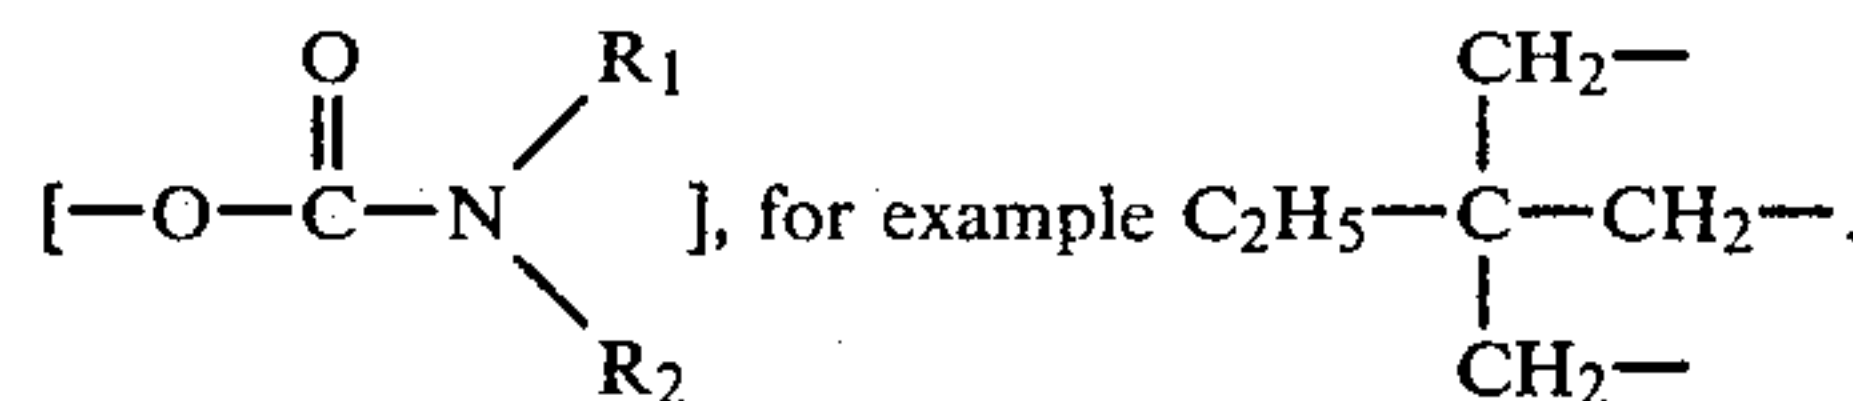 O R₁ CH₂—
[—O—C—N ], for example C₂H₅—C—CH₂—.
R₂ CH₂—